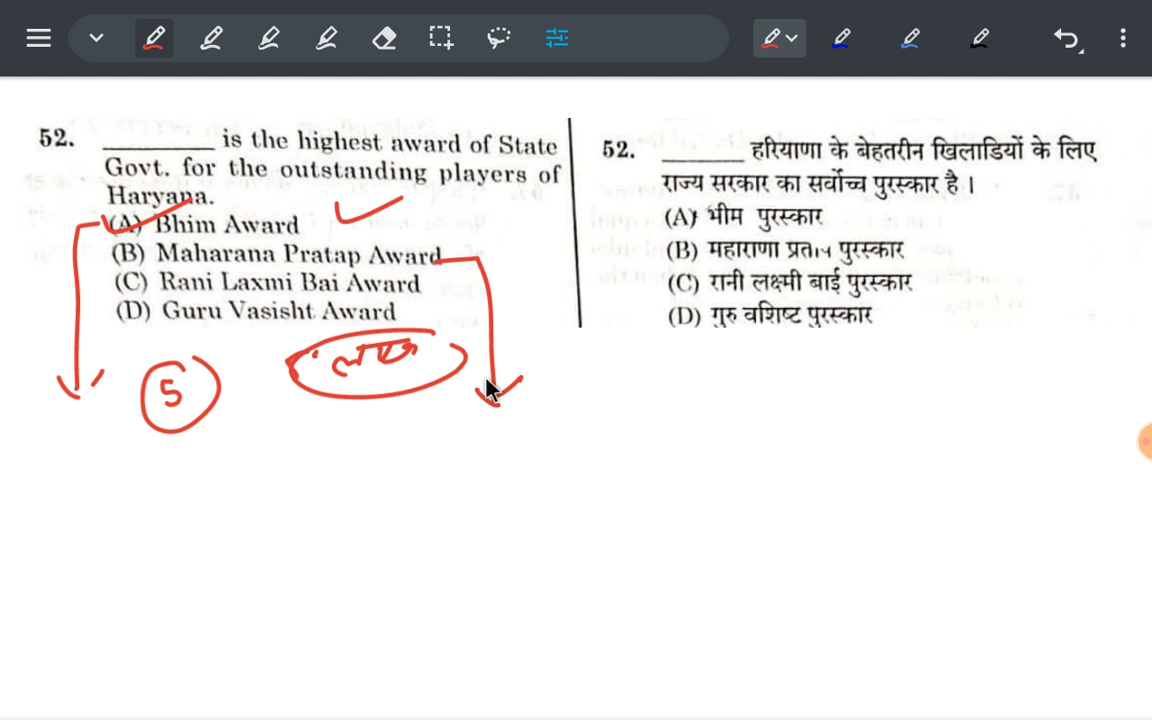 52. ________ is the highest award of State
Govt. for the outstanding players of
Haryana.
(A) Bhim Award
(B) Maharana Pratap Award
(C) Rani Laxmi Bai Award
(D) Guru Vasisht Award
5
लाख
52. ________ हरियाणा के बेहतरीन खिलाडियों के लिए
राज्य सरकार का सर्वोच्च पुरस्कार है ।
(A) भीम पुरस्कार
(B) महाराणा प्रताप पुरस्कार
(C) रानी लक्ष्मी बाई पुरस्कार
(D) गुरु वशिष्ट पुरस्कार